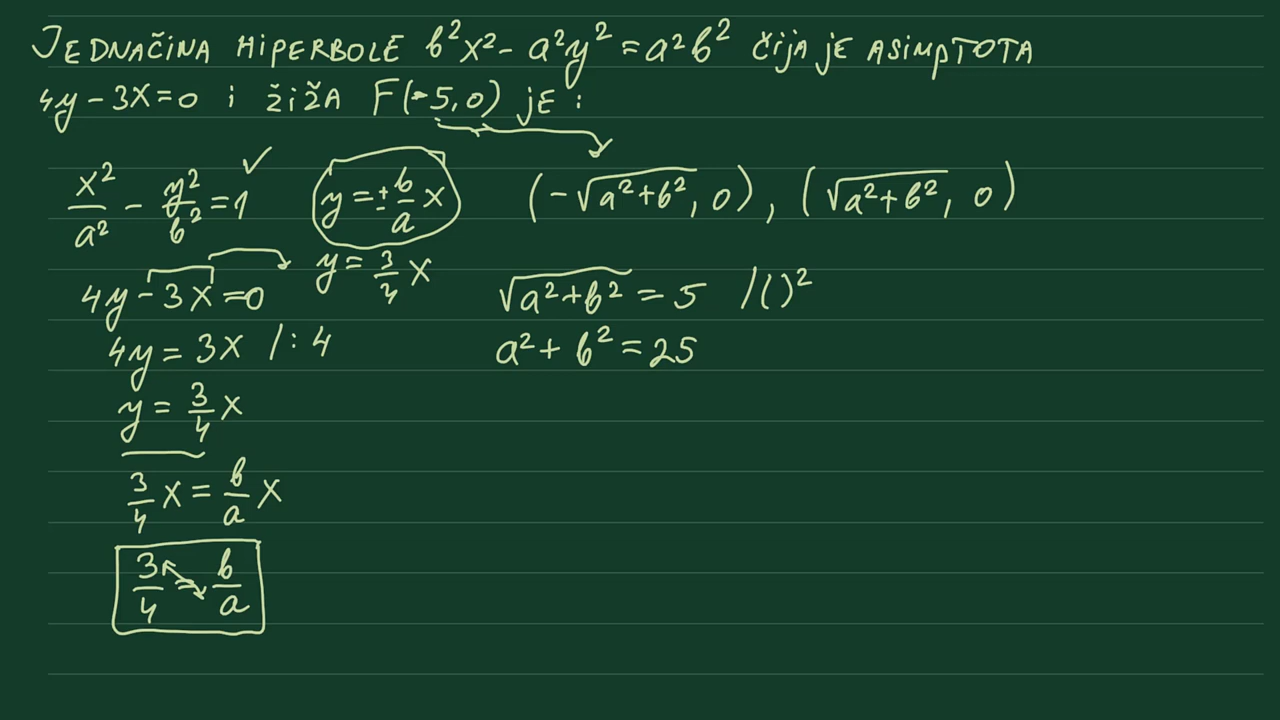 JEDNAČINA HIPERBOLE b²x² - a²y² = a²b² ČIJA JE ASIMPTOTA
4y - 3x = 0 i ŽIŽA F(-5, 0) JE :
x²/a² - y²/b² = 1 ✓
y = ± b/a x
(-√(a²+b²), 0), (√(a²+b²), 0)
y = 3/4 x
4y - 3x = 0
√(a²+b²) = 5 /( )²
4y = 3x / : 4
a² + b² = 25
y = 3/4 x
3/4 x = b/a x
3/4 = b/a